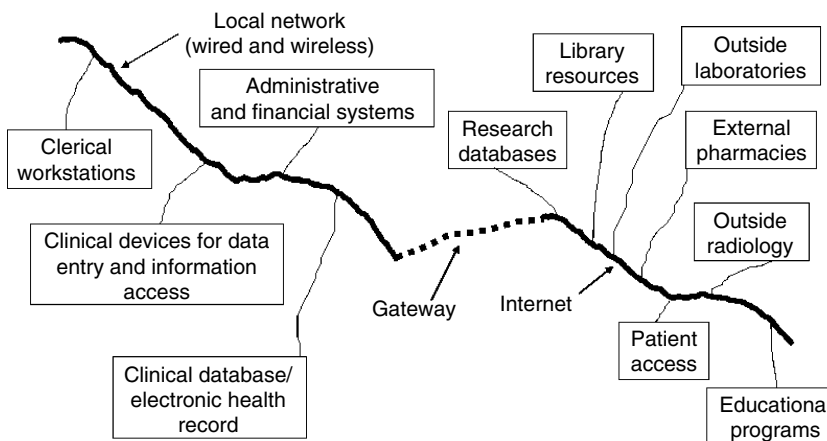 Local network
(wired and wireless)
Clerical
workstations
Administrative
and financial systems
Clinical devices for data
entry and information
access
Clinical database/
electronic health
record
Gateway
Research
databases
Library
resources
Outside
laboratories
External
pharmacies
Outside
radiology
Internet
Patient
access
Educational
programs